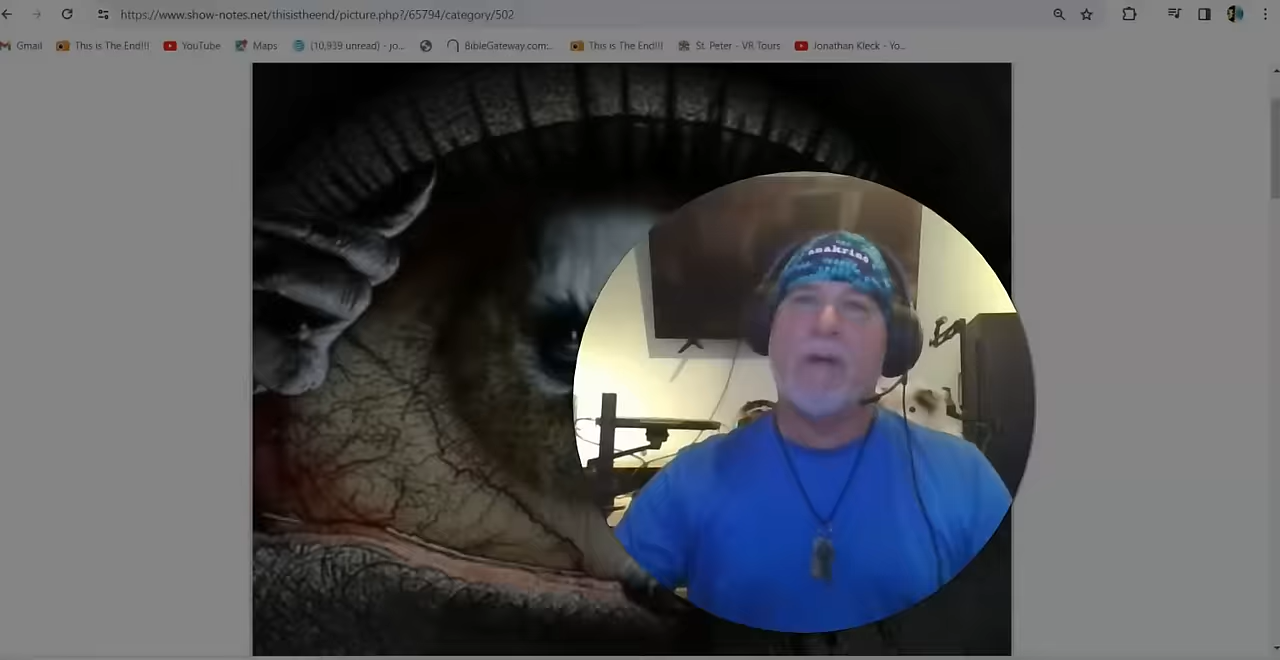 https://www.show-notes.net/thisistheend/picture.php?/65794/category/502
Gmail
This is The End!!!
YouTube
Maps
(10,939 unread) - jo...
BibleGateway.com:...
This is The End!!!
St. Peter - VR Tours
Jonathan Kleck - Yo...
anakrino